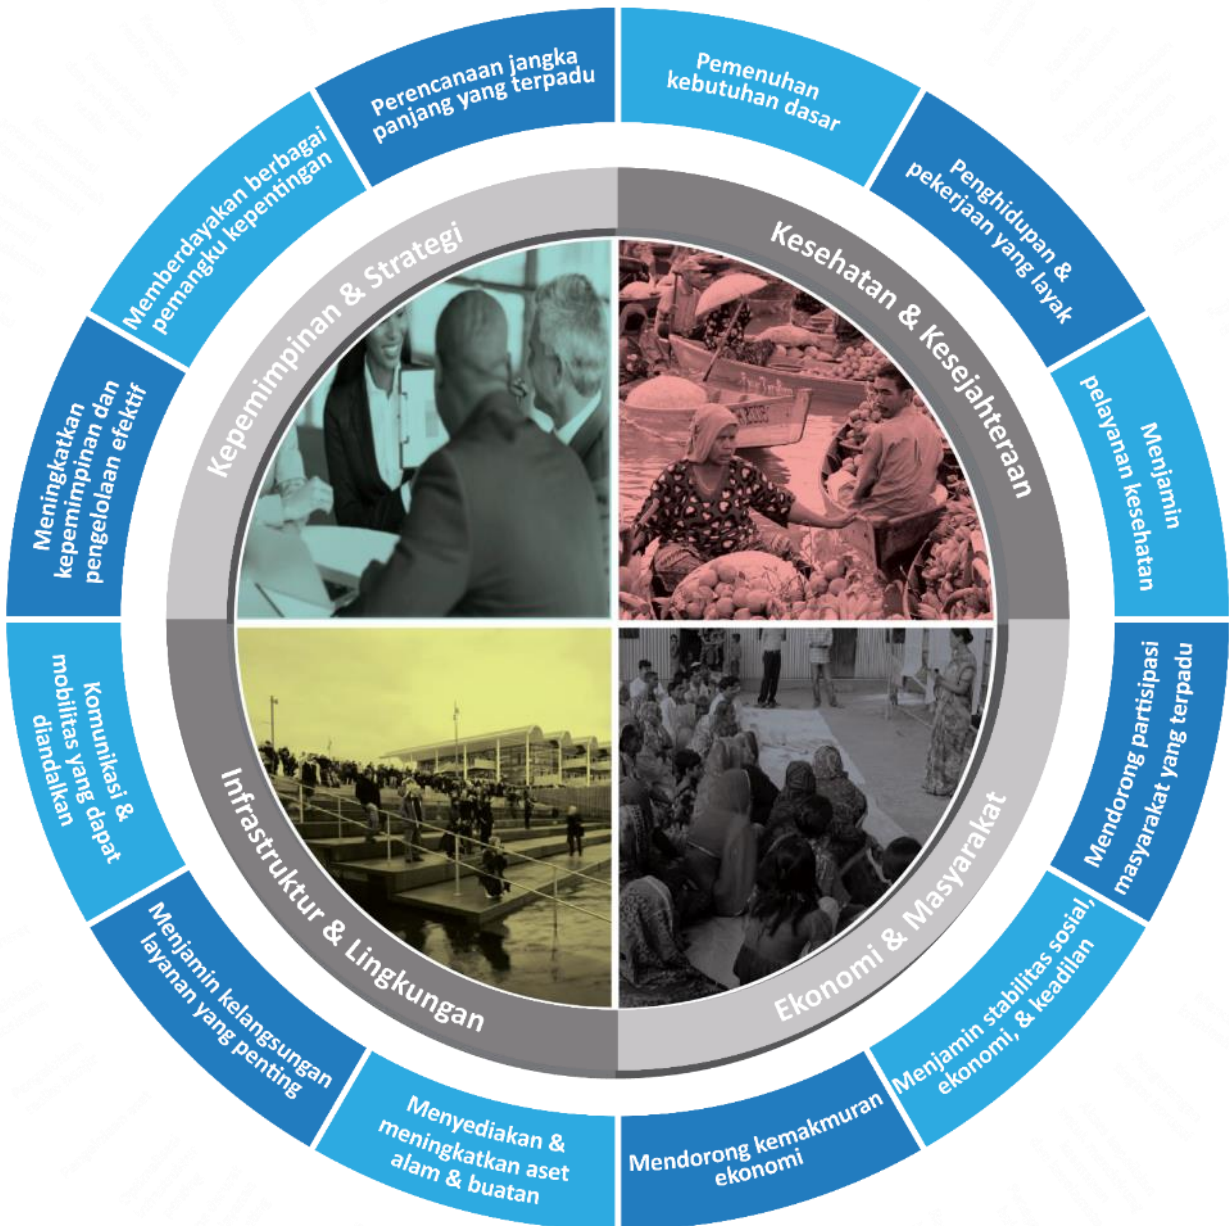 Perencanaan jangka
panjang yang terpadu
Pemenuhan
kebutuhan dasar
Penghidupan &
pekerjaan yang layak
Menjamin
pelayanan kesehatan
Mendorong partisipasi
masyarakat yang terpadu
Menjamin stabilitas sosial,
ekonomi, & keadilan
Mendorong kemakmuran
ekonomi
Menyediakan &
meningkatkan aset
alam & buatan
Menjamin kelangsungan
layanan yang penting
Komunikasi &
mobilitas yang dapat
diandalkan
Meningkatkan
kepemimpinan dan
pengelolaan efektif
Memberdayakan berbagai
pemangku kepentingan
Kepemimpinan & Strategi
Kesehatan & Kesejahteraan
Ekonomi & Masyarakat
Infrastruktur & Lingkungan